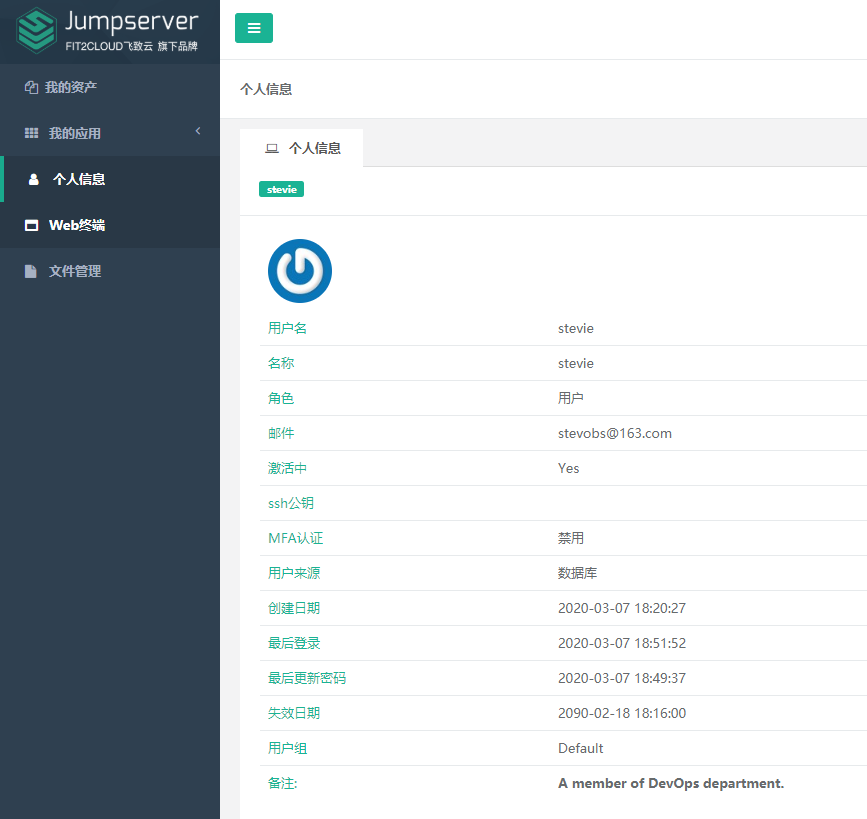 Jumpserver
FIT2CLOUD飞致云 旗下品牌
我的资产
我的应用
个人信息
Web终端
文件管理
个人信息
个人信息
stevie
用户名 stevie
名称 stevie
角色 用户
邮件 stevobs@163.com
激活中 Yes
ssh公钥
MFA认证 禁用
用户来源 数据库
创建日期 2020-03-07 18:20:27
最后登录 2020-03-07 18:51:52
最后更新密码 2020-03-07 18:49:37
失效日期 2090-02-18 18:16:00
用户组 Default
备注: A member of DevOps department.